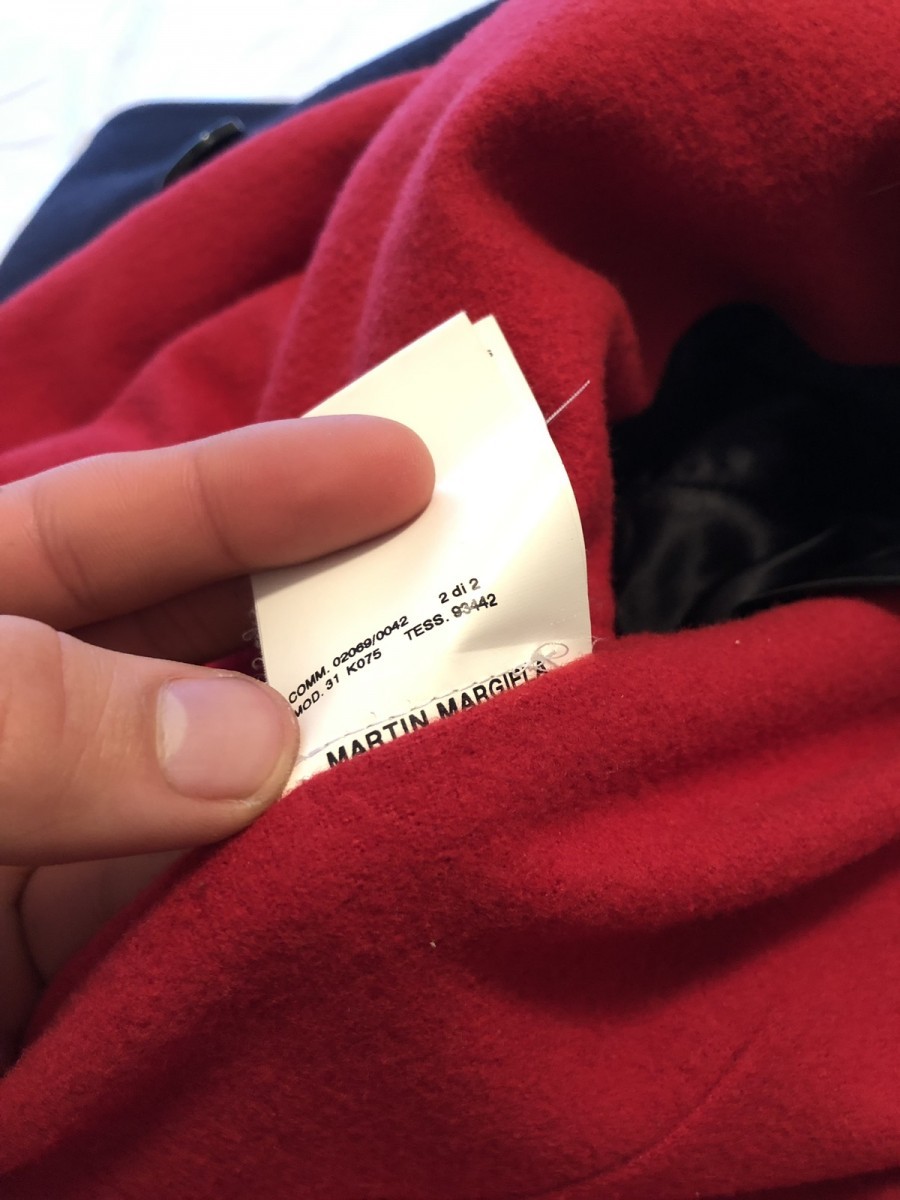 2 di 2
COMM. 02069/0042
MOD. 31 K075 TESS. 93442
MARTIN MARGIELA